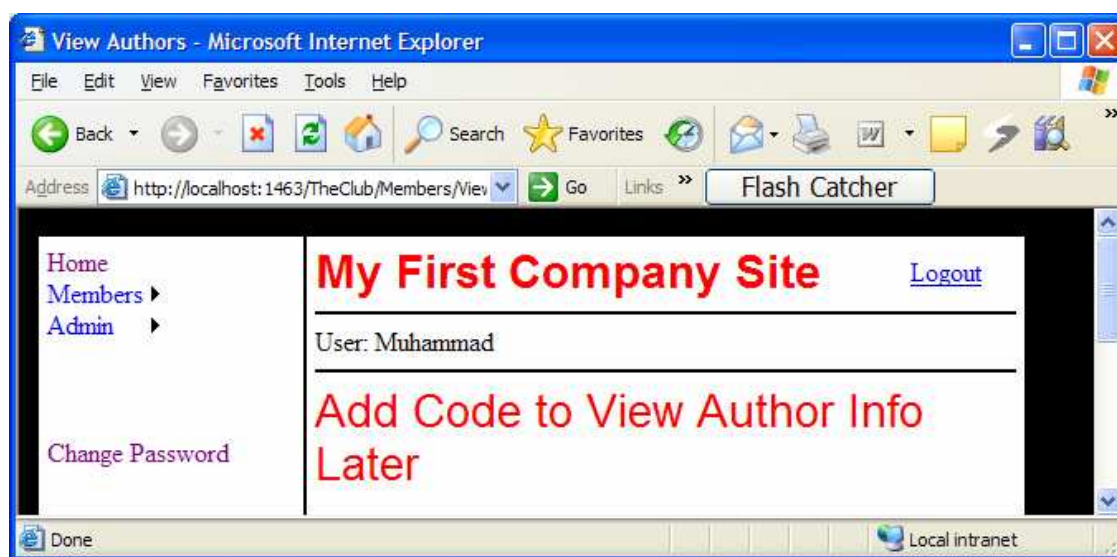 View Authors - Microsoft Internet Explorer
File Edit View Favorites Tools Help
Back Search Favorites W »
Address http://localhost:1463/TheClub/Members/View Go Links » Flash Catcher
Home
Members
Admin
Change Password
My First Company Site Logout
User: Muhammad
Add Code to View Author Info
Later
Done Local intranet